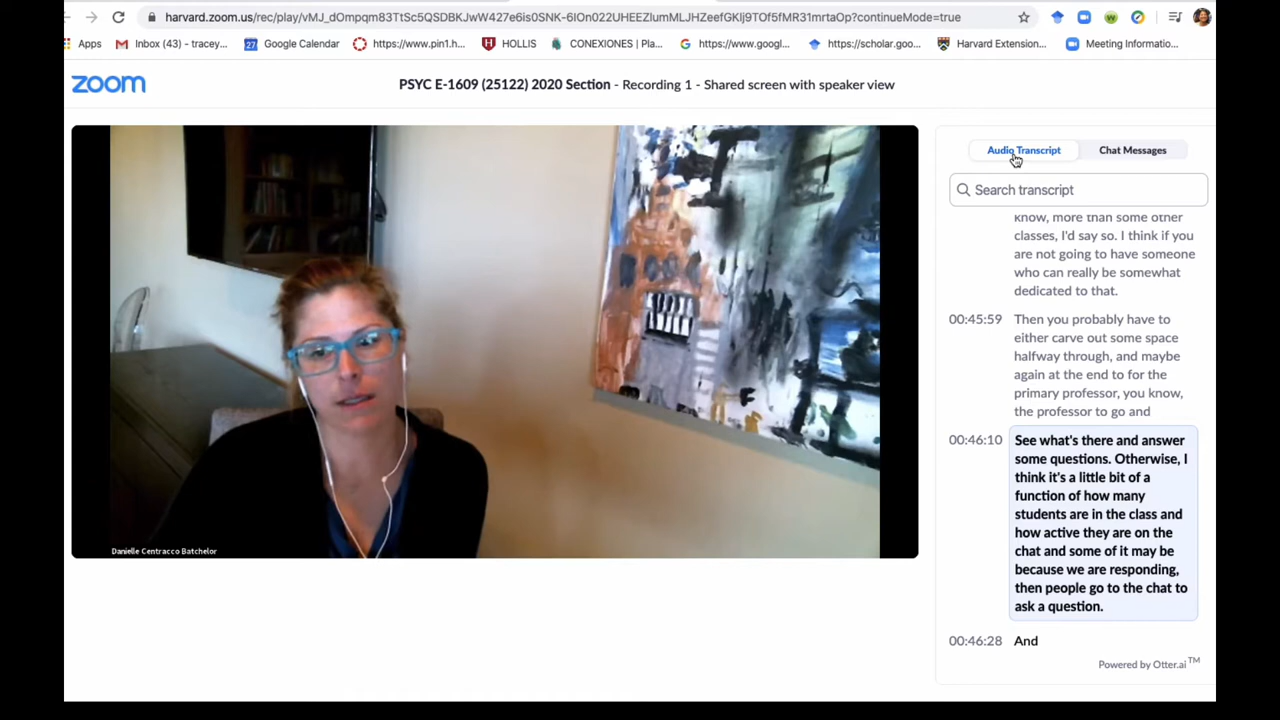 harvard.zoom.us/rec/play/vMJ_dOmpqm83TtSc5QSDBKJwW427e6is0SNK-6IOn022UHEEZlumMLJHZeefGKlj9TOf5fMR31mrtaOp?continueMode=true
Apps Inbox (43) - tracey... Google Calendar https://www.pin1.h... HOLLIS CONEXIONES | Pla... https://www.googl... https://scholar.goo... Harvard Extension... Meeting Informatio...
zoom PSYC E-1609 (25122) 2020 Section - Recording 1 - Shared screen with speaker view
Audio Transcript Chat Messages
Search transcript
know, more than some other
classes, I'd say so. I think if you
are not going to have someone
who can really be somewhat
dedicated to that.
00:45:59 Then you probably have to
either carve out some space
halfway through, and maybe
again at the end to for the
primary professor, you know,
the professor to go and
00:46:10 See what's there and answer
some questions. Otherwise, I
think it's a little bit of a
function of how many
students are in the class and
how active they are on the
chat and some of it may be
because we are responding,
then people go to the chat to
ask a question.
00:46:28 And
Powered by Otter.ai™
Danielle Centracco Batchelor